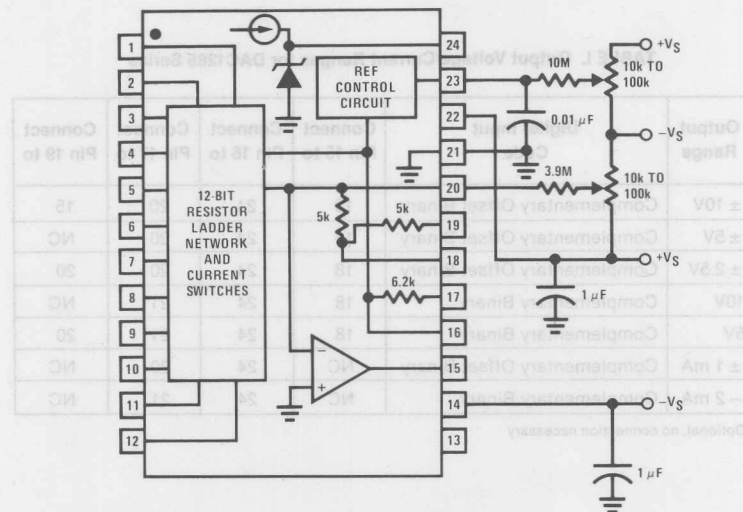 1
2
3
4
5
6
7
8
9
10
11
12
24
23
22
21
20
19
18
17
16
15
14
13
REF
CONTROL
CIRCUIT
12-BIT
RESISTOR
LADDER
NETWORK
AND
CURRENT
SWITCHES
5k
5k
6.2k
−
+
10M
0.01 μF
3.9M
1 μF
1 μF
+VS
10k TO
100k
−VS
10k TO
100k
+VS
−VS